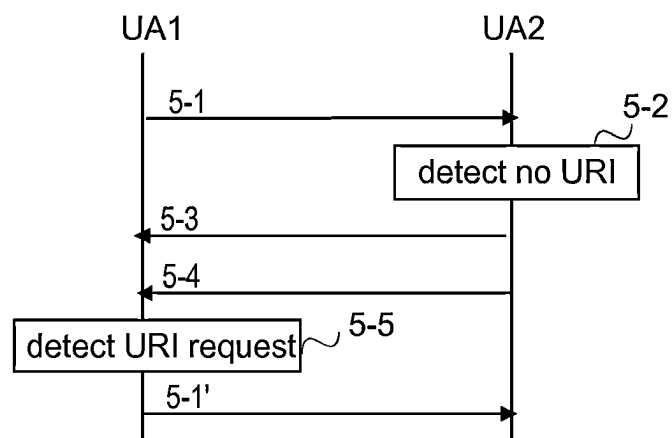 UA1 UA2
5-1
5-2
detect no URI
5-3
5-4
5-5
detect URI request
5-1'